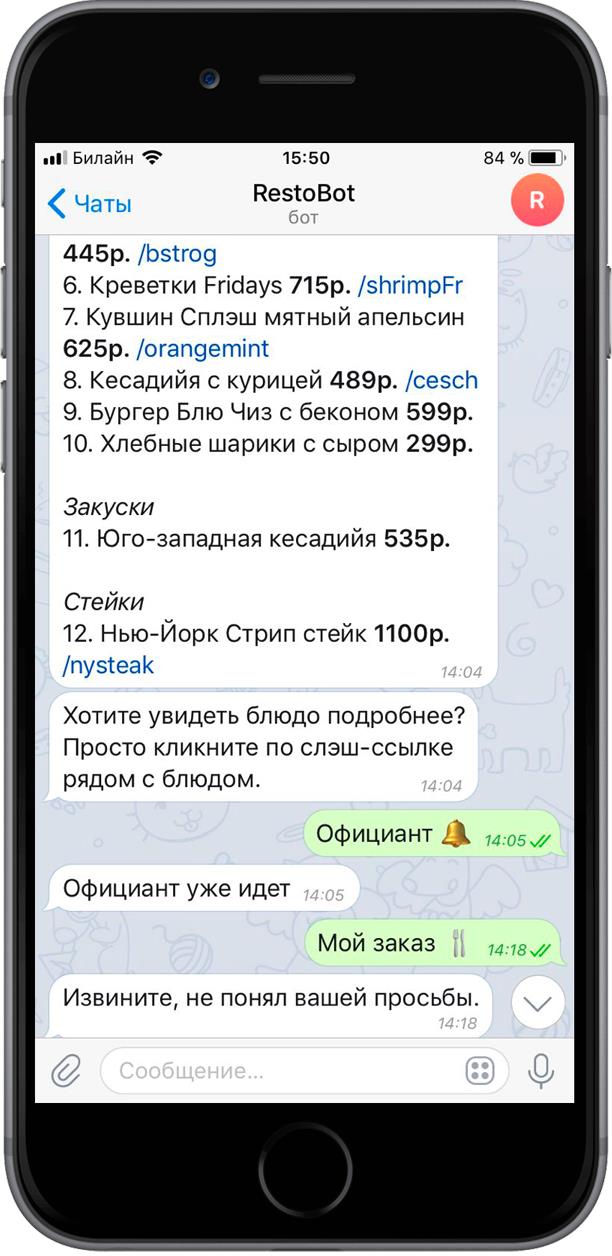 Билайн 15:50 84 %
Чаты RestoBot R
бот
445р. /bstrog
6. Креветки Fridays 715р. /shrimpFr
7. Кувшин Сплэш мятный апельсин
625р. /orangemint
8. Кесадийя с курицей 489р. /cesch
9. Бургер Блю Чиз с беконом 599р.
10. Хлебные шарики с сыром 299р.
Закуски
11. Юго-западная кесадийя 535р.
Стейки
12. Нью-Йорк Стрип стейк 1100р.
/nysteak 14:04
Хотите увидеть блюдо подробнее?
Просто кликните по слэш-ссылке
рядом с блюдом. 14:04
Официант 🔔 14:05
Официант уже идет 14:05
Мой заказ 🍴 14:18
Извините, не понял вашей просьбы.
14:18
Сообщение...